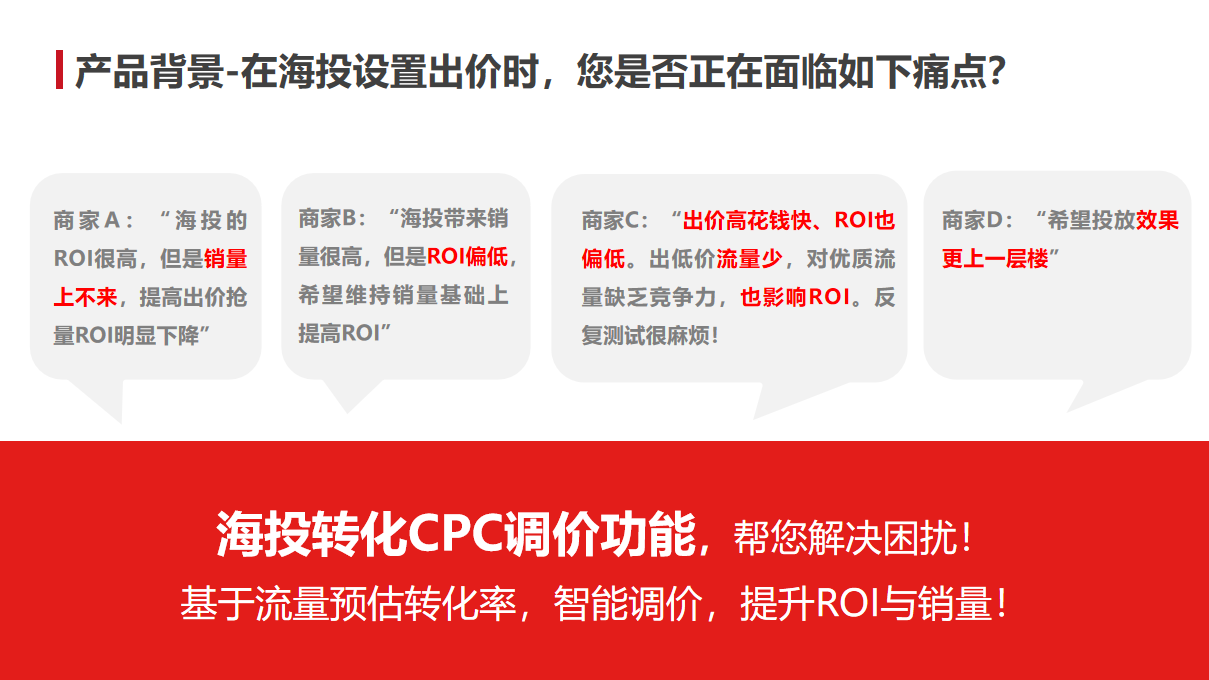 产品背景-在海投设置出价时，您是否正在面临如下痛点？
商家A：“海投的
ROI很高，但是销量
上不来，提高出价抢
量ROI明显下降”
商家B：“海投带来销
量很高，但是ROI偏低，
希望维持销量基础上
提高ROI”
商家C：“出价高花钱快、ROI也
偏低。出低价流量少，对优质流
量缺乏竞争力，也影响ROI。反
复测试很麻烦！
商家D：“希望投放效果
更上一层楼”
海投转化CPC调价功能，帮您解决困扰！
基于流量预估转化率，智能调价，提升ROI与销量！